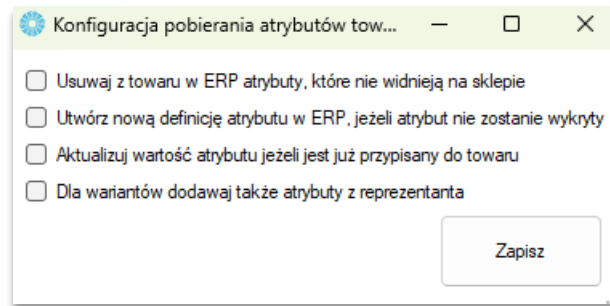 Konfiguracja pobierania atrybutów tow...
Usuwaj z towaru w ERP atrybuty, które nie widnieją na sklepie
Utwórz nową definicję atrybutu w ERP, jeżeli atrybut nie zostanie wykryty
Aktualizuj wartość atrybutu jeżeli jest już przypisany do towaru
Dla wariantów dodawaj także atrybuty z reprezentanta
Zapisz